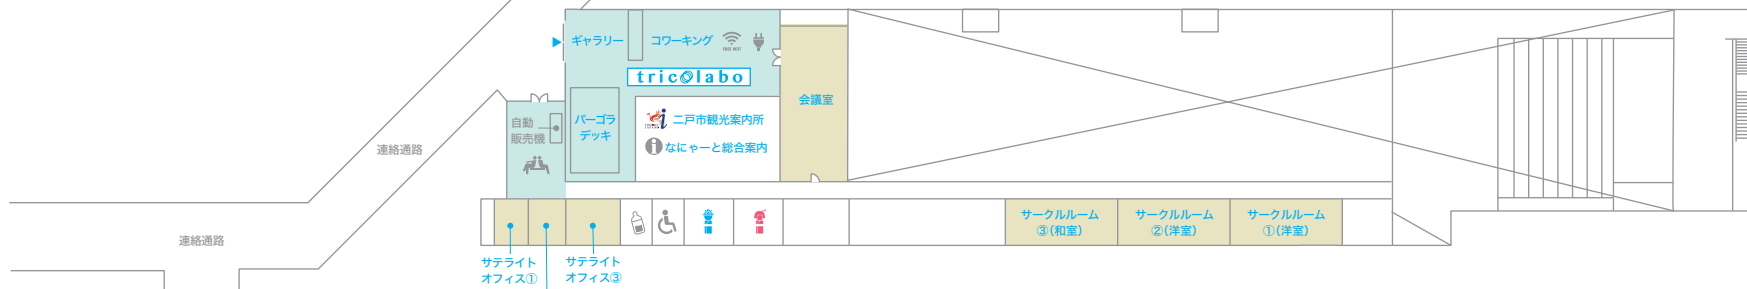 ギャラリー
コワーキング
FREE WiFi
tricolabo
会議室
自動
販売機
パーゴラ
デッキ
二戸市観光案内所
なにゃーと総合案内
連絡通路
連絡通路
サテライト
オフィス①
サテライト
オフィス③
サークルルーム
③(和室)
サークルルーム
②(洋室)
サークルルーム
①(洋室)